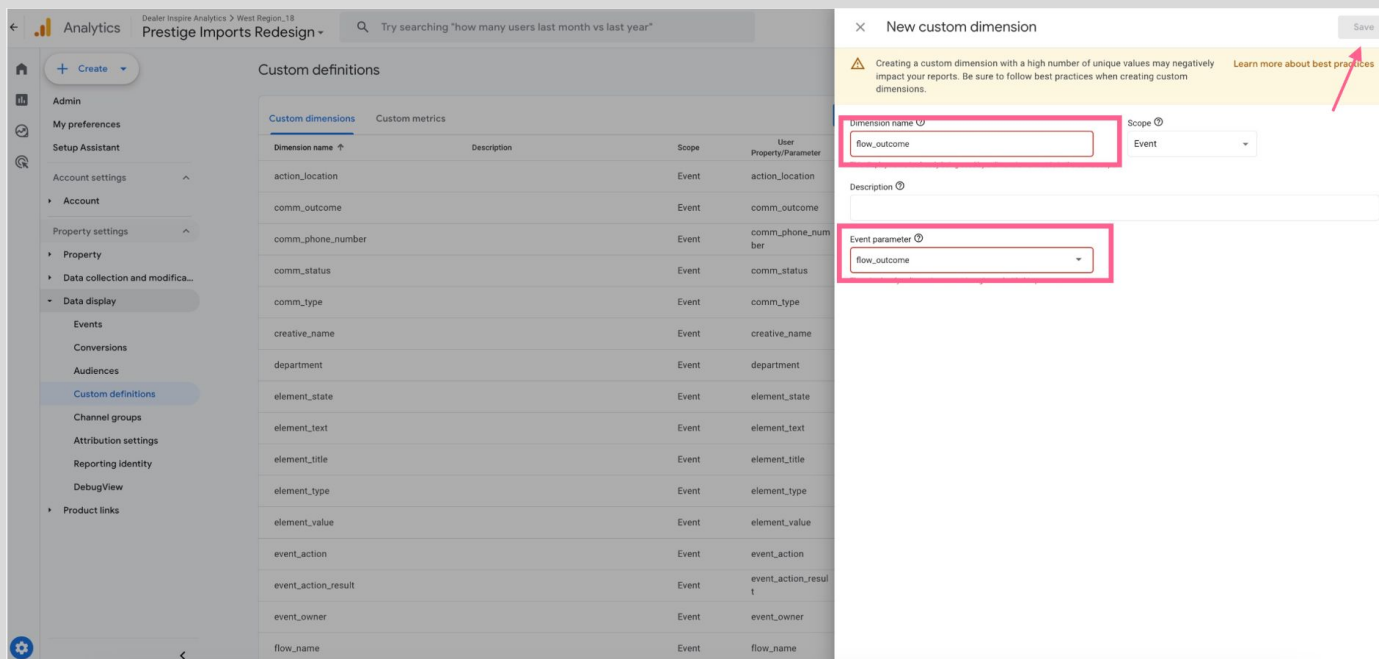 Analytics
Dealer Inspire Analytics > West Region_18
Prestige Imports Redesign
Try searching "how many users last month vs last year"
Create
Admin
My preferences
Setup Assistant
Account settings
Account
Property settings
Property
Data collection and modifica...
Data display
Events
Conversions
Audiences
Custom definitions
Channel groups
Attribution settings
Reporting identity
DebugView
Product links
Custom definitions
Custom dimensions Custom metrics
Dimension name Description Scope User Property/Parameter
action_location Event action_location
comm_outcome Event comm_outcome
comm_phone_number Event comm_phone_num
ber
comm_status Event comm_status
comm_type Event comm_type
creative_name Event creative_name
department Event department
element_state Event element_state
element_text Event element_text
element_title Event element_title
element_type Event element_type
element_value Event element_value
event_action Event event_action
event_action_result Event event_action_resul
t
event_owner Event event_owner
flow_name Event flow_name
New custom dimension
Save
Creating a custom dimension with a high number of unique values may negatively
impact your reports. Be sure to follow best practices when creating custom
dimensions.
Learn more about best practices
Dimension name
flow_outcome
Scope
Event
Description
Event parameter
flow_outcome